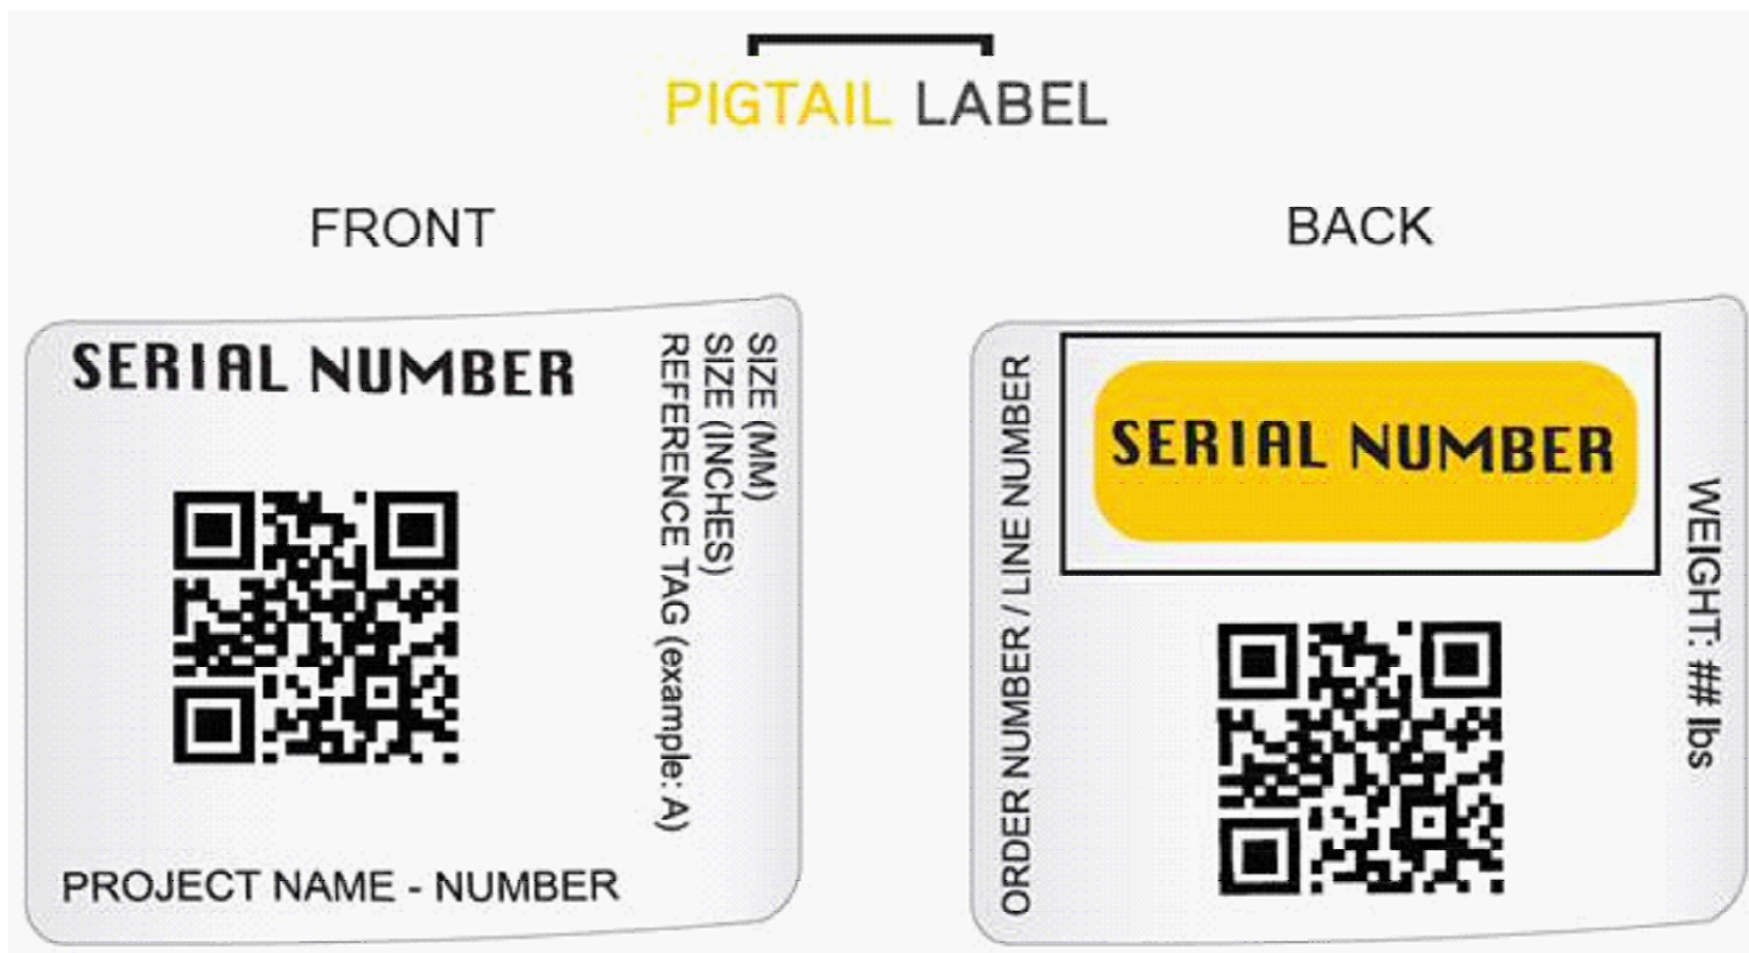 PIGTAIL LABEL
FRONT
SERIAL NUMBER
SIZE (MM)
SIZE (INCHES)
REFERENCE TAG (example: A)
PROJECT NAME - NUMBER
BACK
ORDER NUMBER / LINE NUMBER
SERIAL NUMBER
WEIGHT: ## lbs